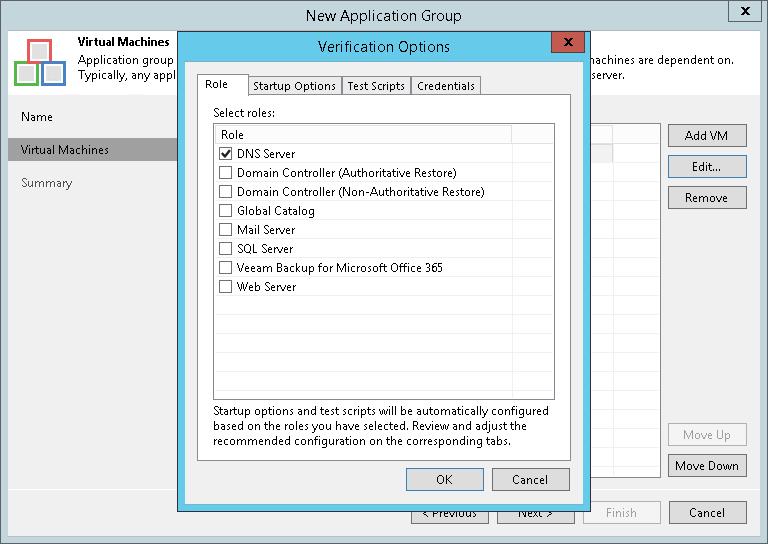 New Application Group
X
Virtual Machines
Application group
machines are dependent on.
Typically, any appl
server.
Name
Virtual Machines
Summary
Add VM
Edit...
Remove
Move Up
Move Down
< Previous
Next >
Finish
Cancel
Verification Options
X
Role
Startup Options
Test Scripts
Credentials
Select roles:
Role
DNS Server
Domain Controller (Authoritative Restore)
Domain Controller (Non-Authoritative Restore)
Global Catalog
Mail Server
SQL Server
Veeam Backup for Microsoft Office 365
Web Server
Startup options and test scripts will be automatically configured
based on the roles you have selected. Review and adjust the
recommended configuration on the corresponding tabs.
OK
Cancel